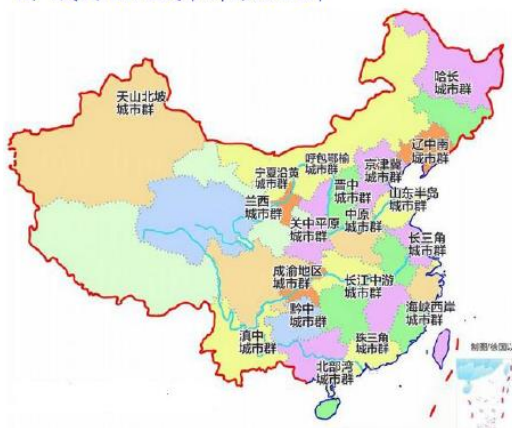 哈长
城市群
天山北坡
城市群
辽中南
城市群
呼包鄂榆
城市群
京津冀
城市群
宁夏沿黄
城市群
晋中
城市群
山东半岛
城市群
兰西
城市群
中原
城市群
关中平原
城市群
长三角
城市群
成渝地区
城市群
长江中游
城市群
海峡西岸
城市群
黔中
城市群
滇中
城市群
珠三角
城市群
北部湾
城市群